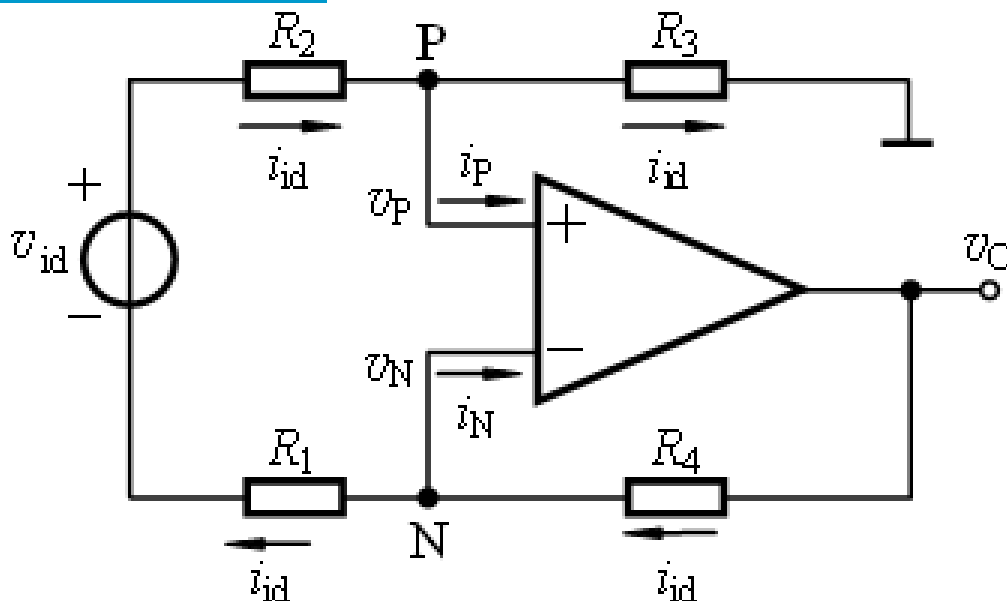 R2 P R3
iid iP iid
+ vP +
vid
− vN − vO
iN
R1 R4
N
iid iid